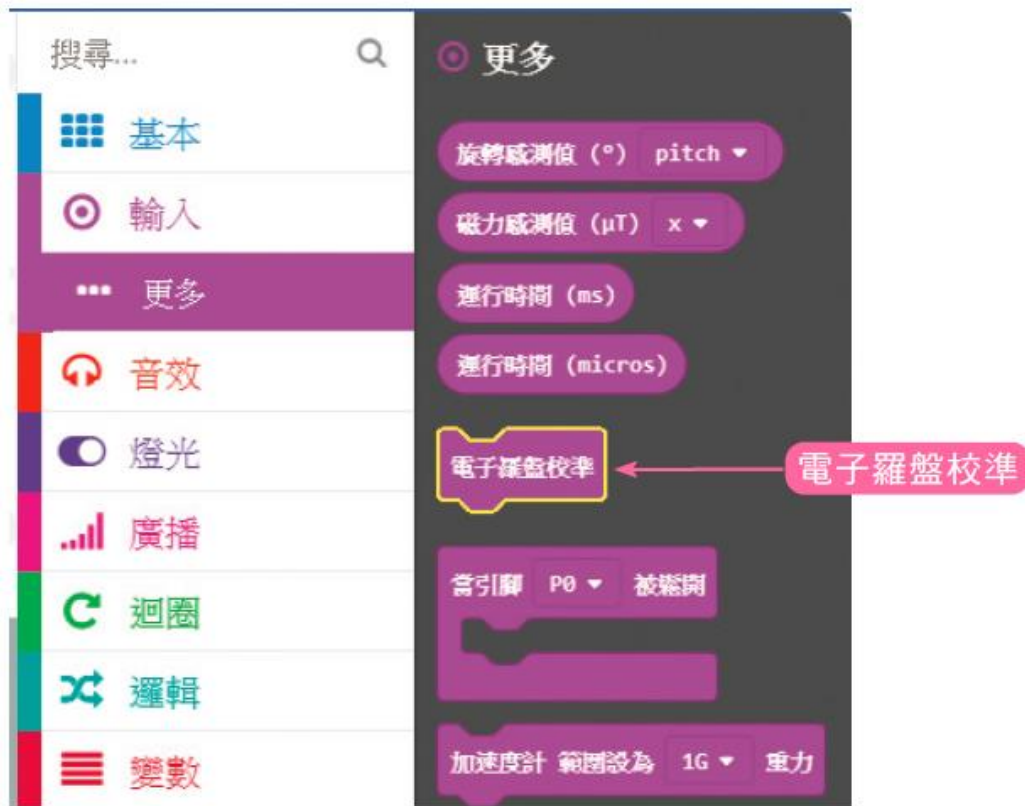 搜尋...
基本
輸入
更多
音效
燈光
廣播
迴圈
邏輯
變數
更多
旋轉感測值 (°) pitch
磁力感測值 (μT) x
運行時間 (ms)
運行時間 (micros)
電子羅盤校準
電子羅盤校準
當引腳 P0 被鬆開
加速度計 範圍設為 1G 重力